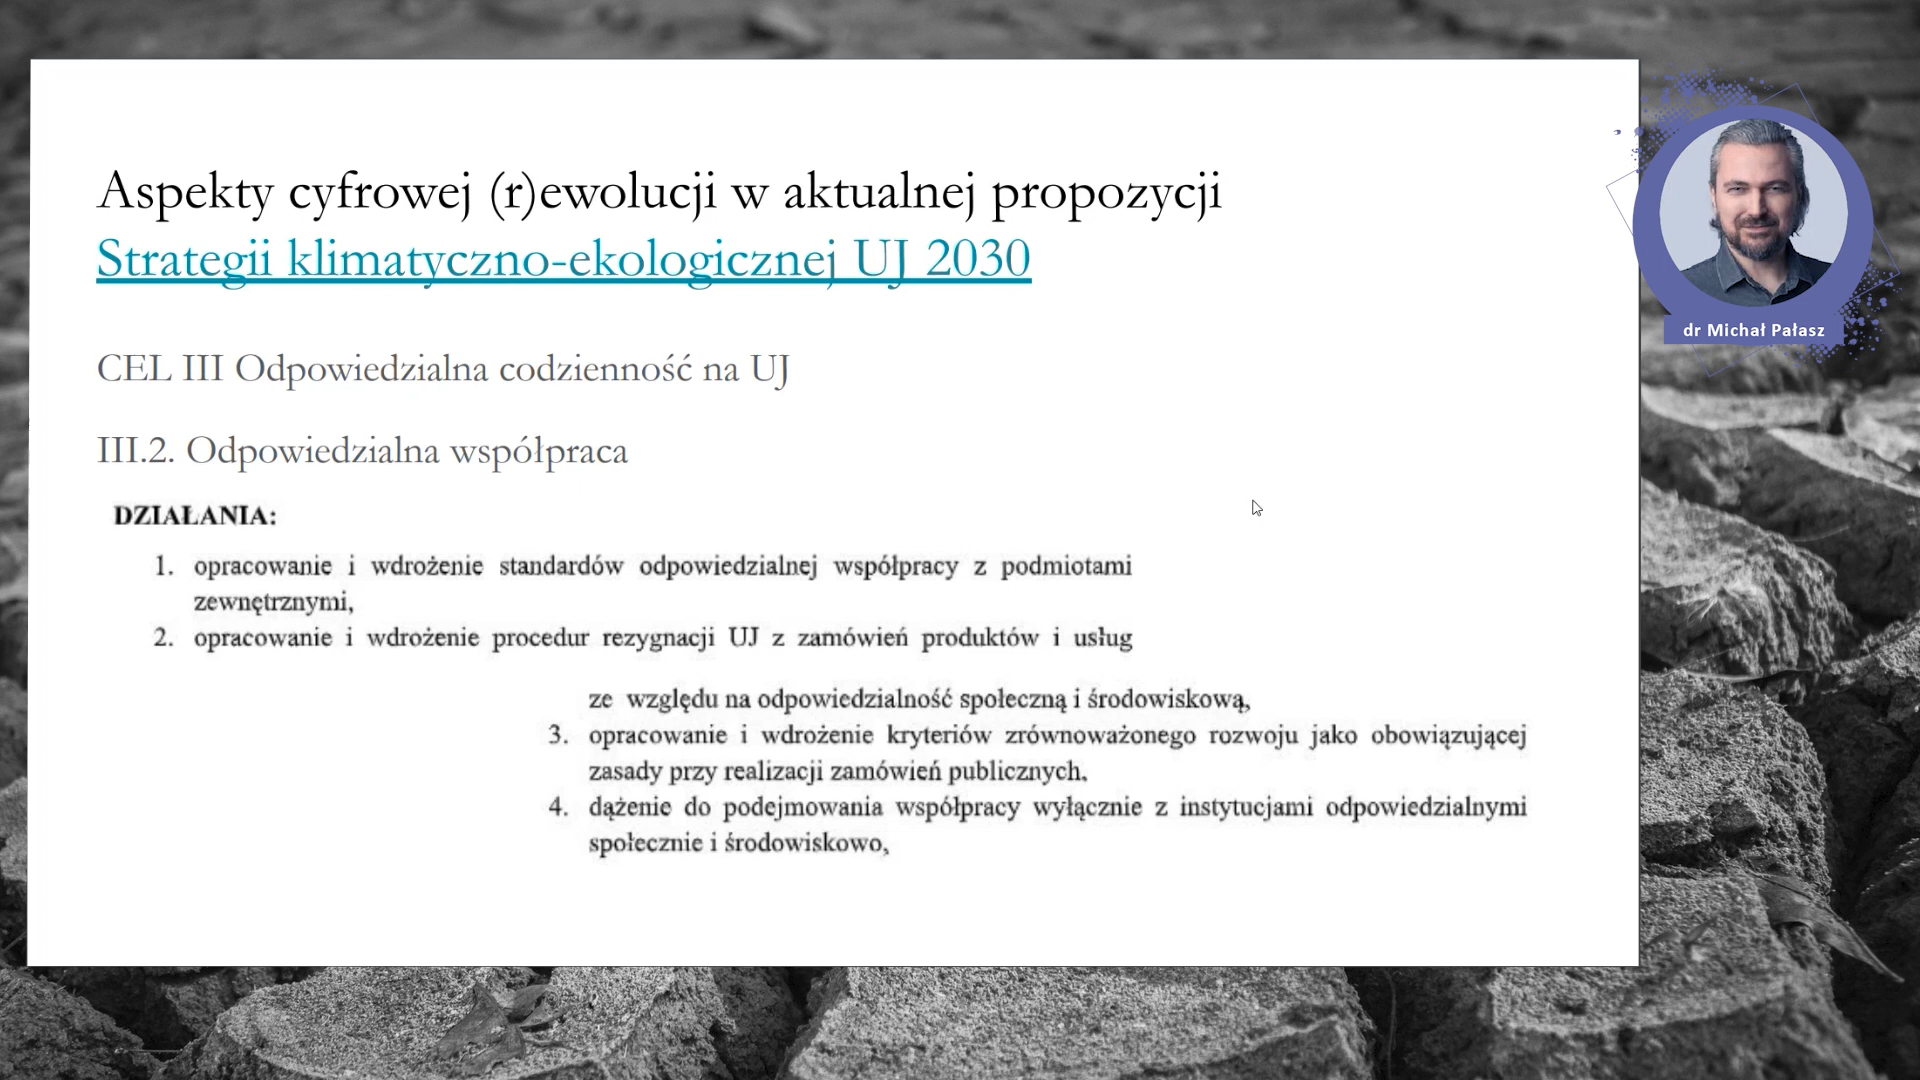 Aspekty cyfrowej (r)ewolucji w aktualnej propozycji
Strategii klimatyczno-ekologicznej UJ 2030
dr Michał Pałasz
CEL III Odpowiedzialna codzienność na UJ
III.2. Odpowiedzialna współpraca
DZIAŁANIA:
1. opracowanie i wdrożenie standardów odpowiedzialnej współpracy z podmiotami
zewnętrznymi,
2. opracowanie i wdrożenie procedur rezygnacji UJ z zamówień produktów i usług
ze względu na odpowiedzialność społeczną i środowiskową,
3. opracowanie i wdrożenie kryteriów zrównoważonego rozwoju jako obowiązującej
zasady przy realizacji zamówień publicznych,
4. dążenie do podejmowania współpracy wyłącznie z instytucjami odpowiedzialnymi
społecznie i środowiskowo,